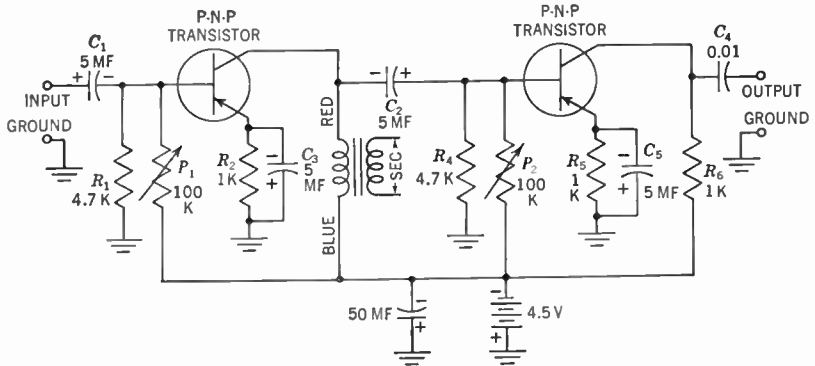 P-N-P
TRANSISTOR
P-N-P
TRANSISTOR
C1
5 MF
+ -
INPUT
GROUND
R1
4.7 K
P1
100
K
R2
1K
-
+
C3
5
MF
RED
BLUE
SEC
- +
C2
5 MF
R4
4.7 K
P2
100
K
R5
1
K
-
+
C5
5 MF
R6
1 K
C4
0.01
OUTPUT
GROUND
50 MF
-
+
-
+
4.5 V